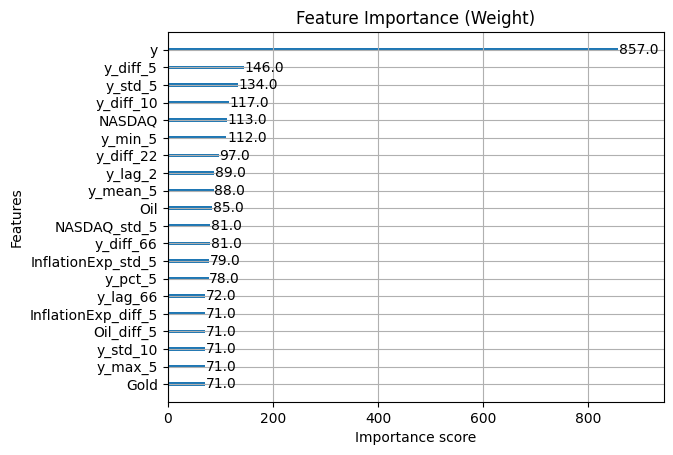 Feature Importance (Weight)
y 857.0
y_diff_5 146.0
y_std_5 134.0
y_diff_10 117.0
NASDAQ 113.0
y_min_5 112.0
y_diff_22 97.0
y_lag_2 89.0
y_mean_5 88.0
Oil 85.0
NASDAQ_std_5 81.0
y_diff_66 81.0
InflationExp_std_5 79.0
y_pct_5 78.0
y_lag_66 72.0
InflationExp_diff_5 71.0
Oil_diff_5 71.0
y_std_10 71.0
y_max_5 71.0
Gold 71.0
Features
0 200 400 600 800
Importance score